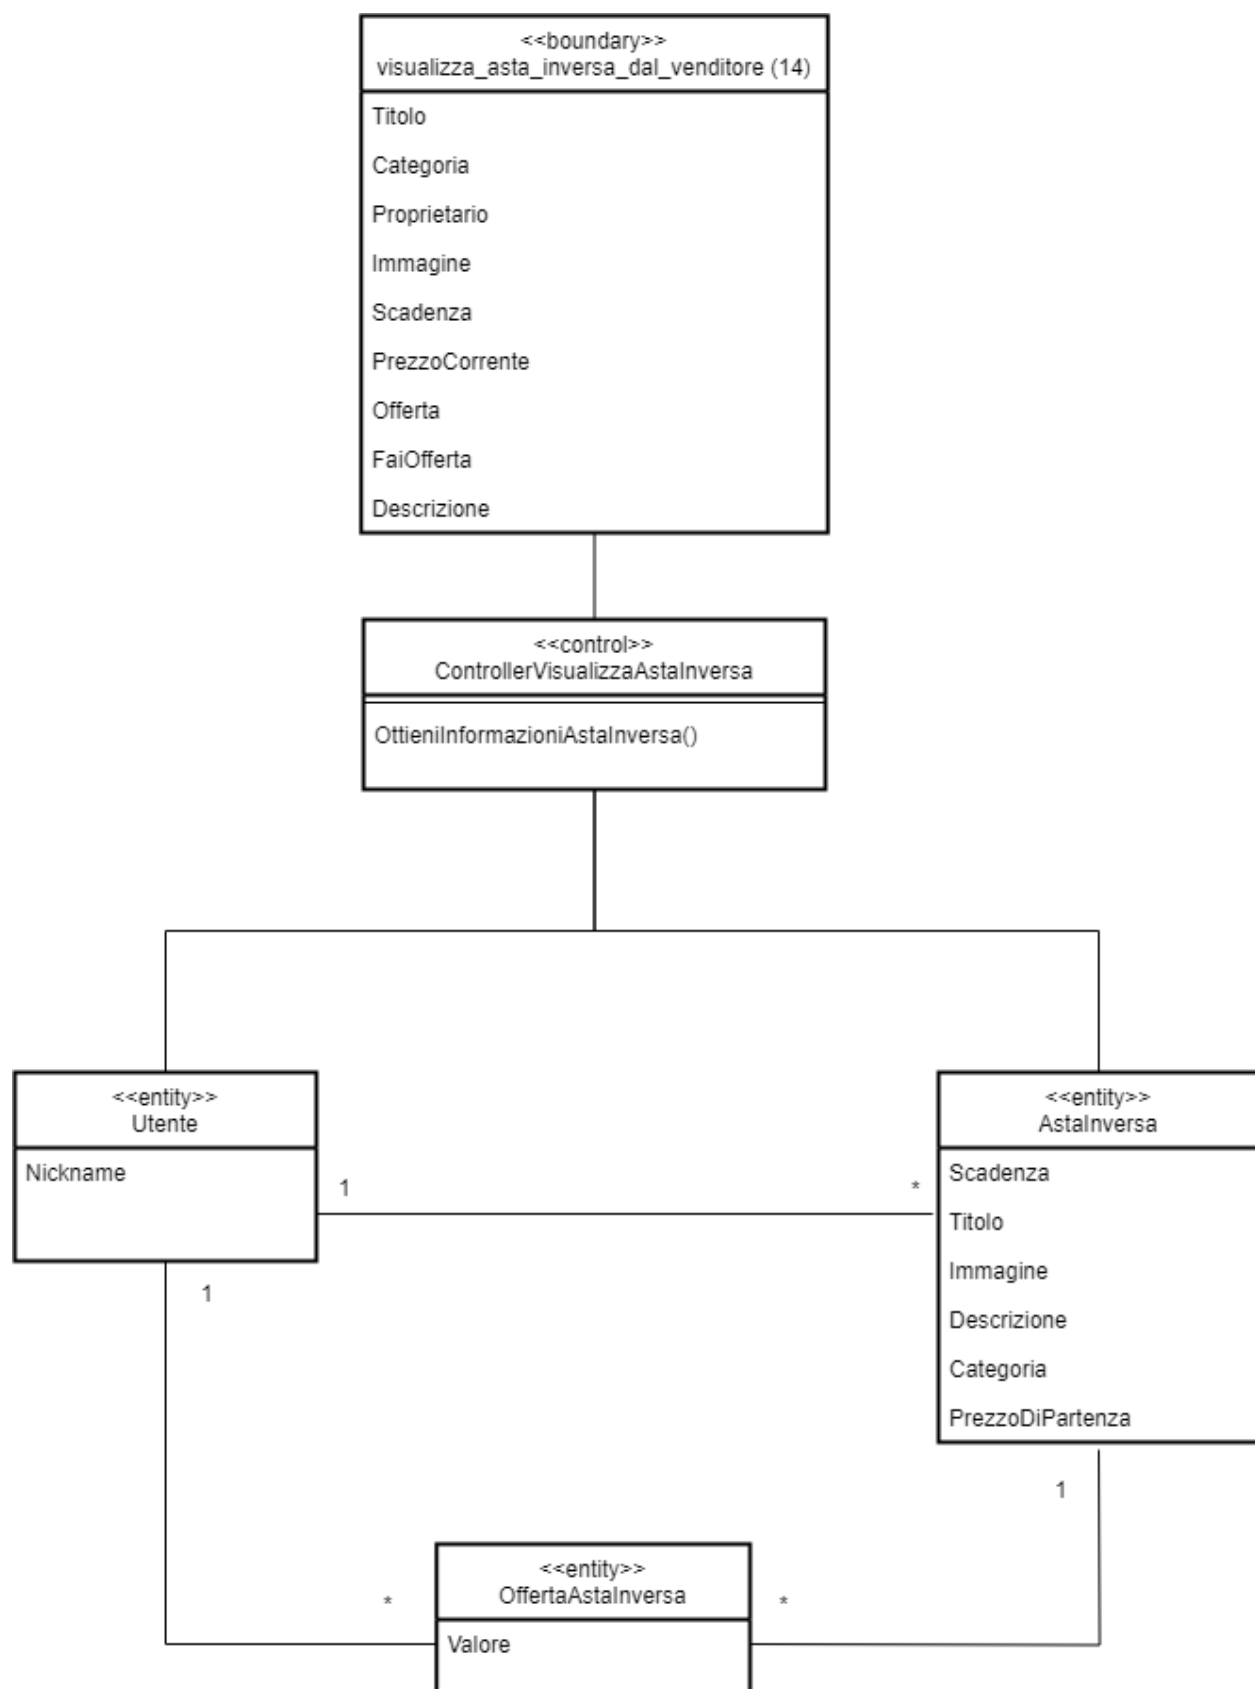 <<boundary>>
visualizza_asta_inversa_dal_venditore (14)
Titolo
Categoria
Proprietario
Immagine
Scadenza
PrezzoCorrente
Offerta
FaiOfferta
Descrizione
<<control>>
ControllerVisualizzaAstaInversa
OttieniInformazioniAstaInversa()
<<entity>>
Utente
Nickname
1
*
<<entity>>
AstaInversa
Scadenza
Titolo
Immagine
Descrizione
Categoria
PrezzoDiPartenza
1
1
*
<<entity>>
OffertaAstaInversa
Valore
*